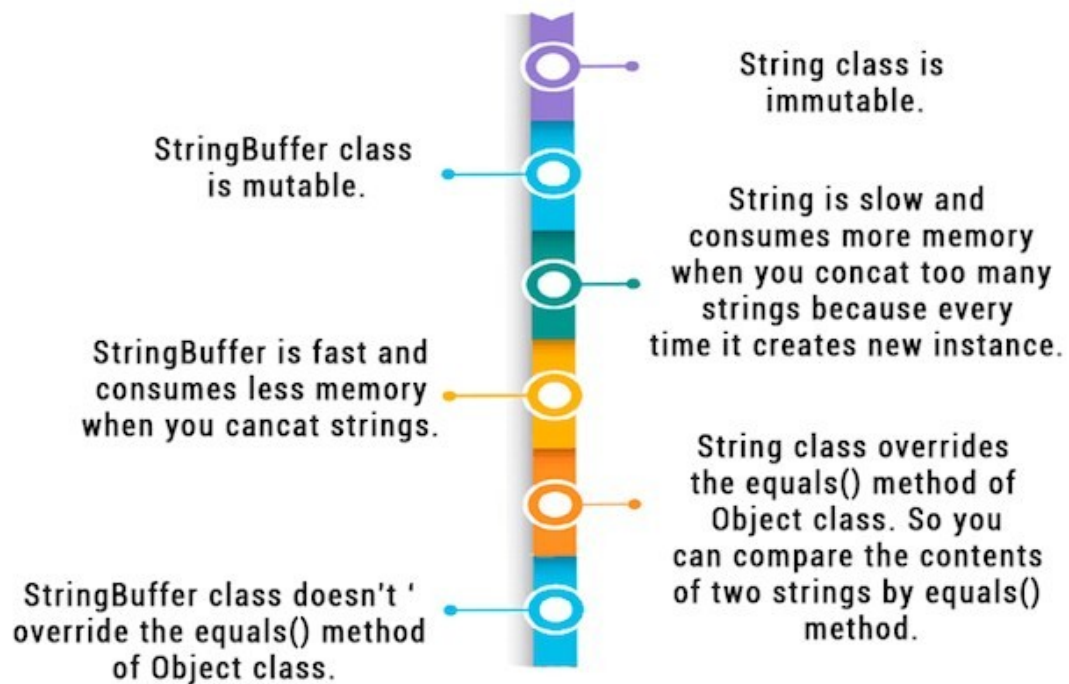 String class is
immutable.
StringBuffer class
is mutable.
String is slow and
consumes more memory
when you concat too many
strings because every
time it creates new instance.
StringBuffer is fast and
consumes less memory
when you cancat strings.
String class overrides
the equals() method of
Object class. So you
can compare the contents
of two strings by equals()
method.
StringBuffer class doesn't ‘
override the equals() method
of Object class.